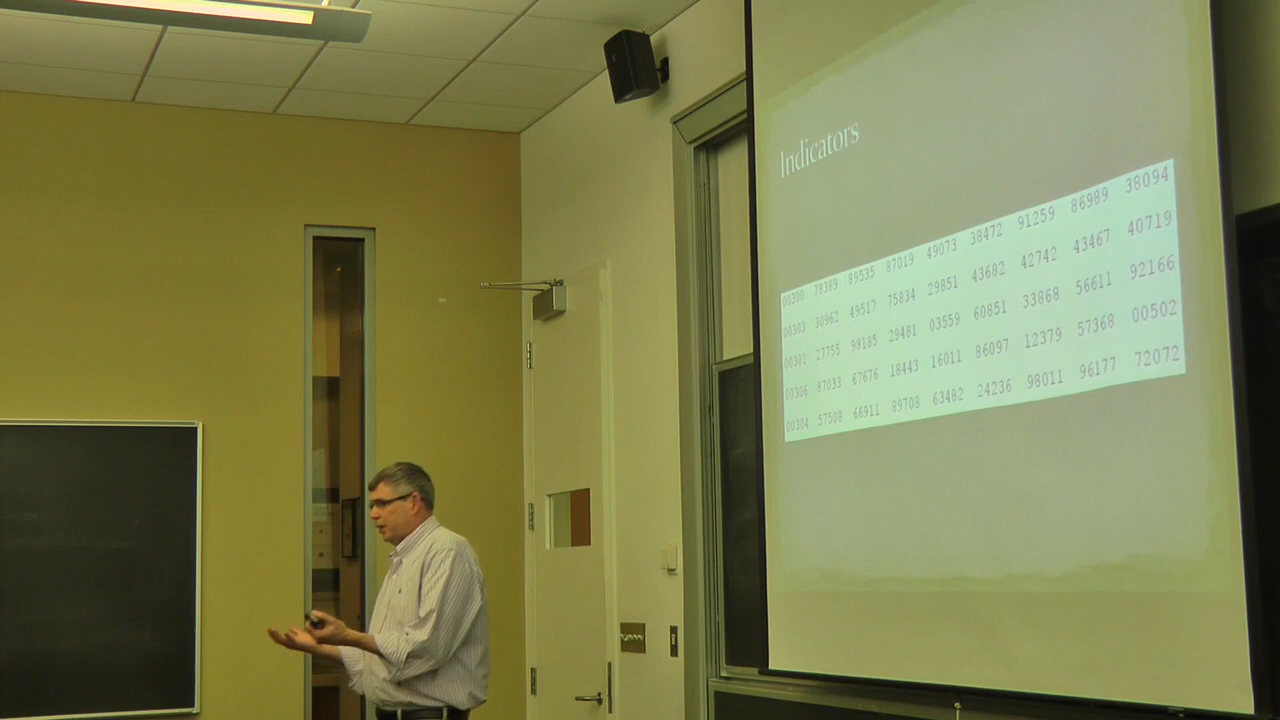 Indicators
00300 78389 89535 87019 49073 38472 91259 86989 38094
00303 30962 49517 75834 29851 43682 42742 43467 40719
00301 27755 98185 29481 03559 60851 33868 56611 92166
00306 87033 67676 18443 16011 86097 12379 57368 00502
00304 57508 66911 89708 63482 24236 98011 96177 72072